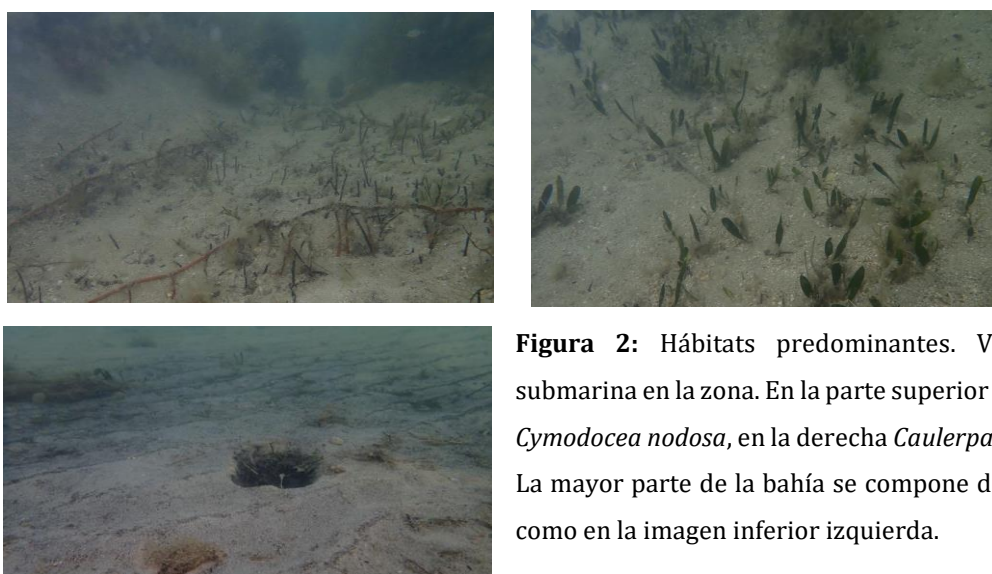 Figura 2: Hábitats predominantes. V
submarina en la zona. En la parte superior
Cymodocea nodosa, en la derecha Caulerpa
La mayor parte de la bahía se compone d
como en la imagen inferior izquierda.